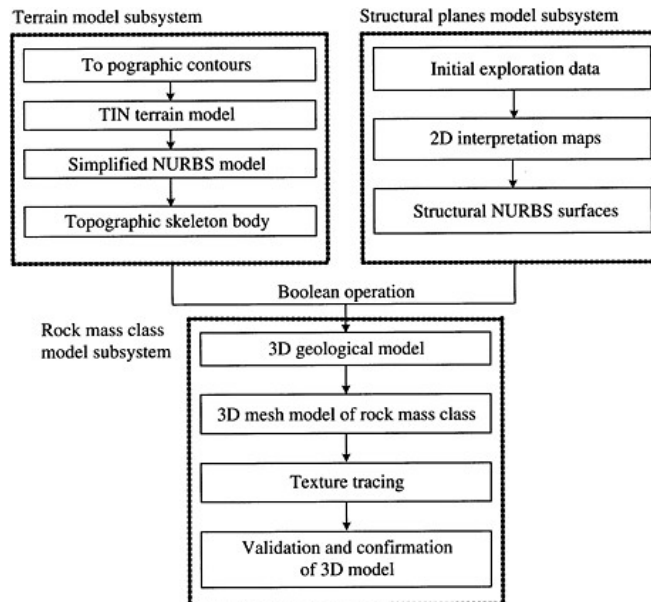 Terrain model subsystem
To pographic contours
TIN terrain model
Simplified NURBS model
Topographic skeleton body
Structural planes model subsystem
Initial exploration data
2D interpretation maps
Structural NURBS surfaces
Boolean operation
Rock mass class
model subsystem
3D geological model
3D mesh model of rock mass class
Texture tracing
Validation and confirmation
of 3D model